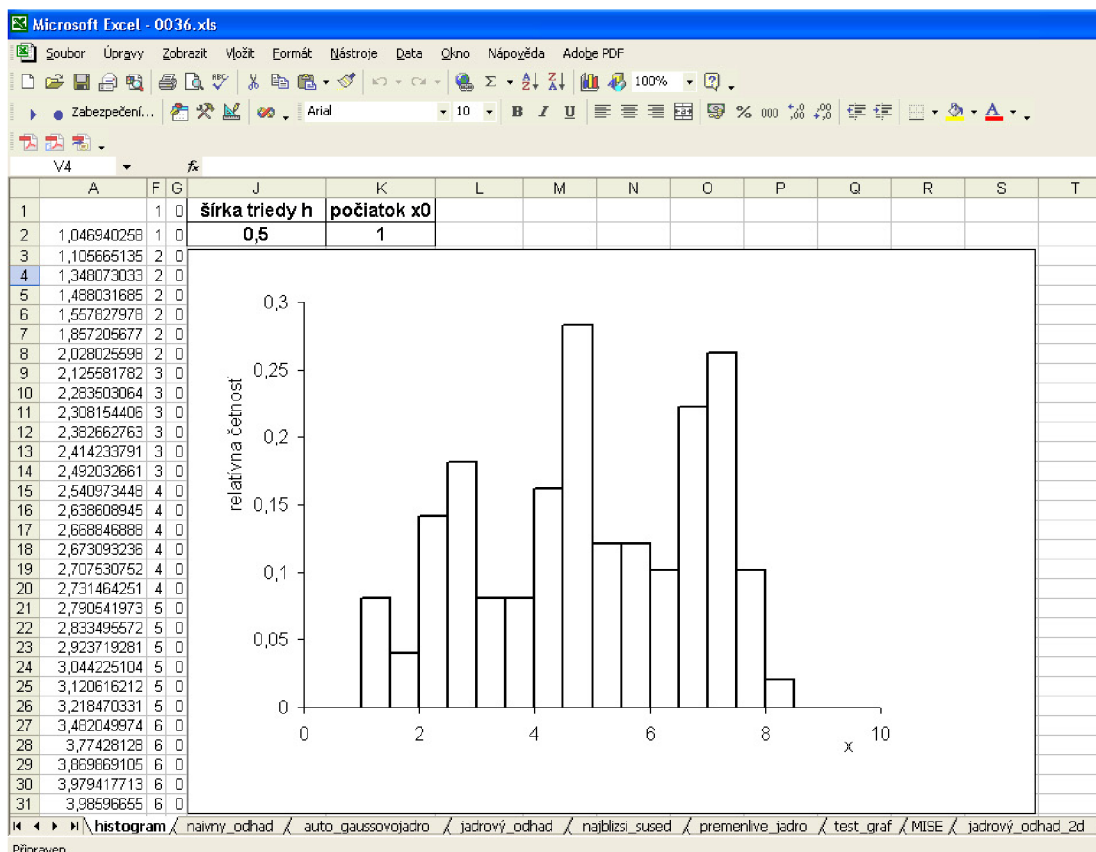 Microsoft Excel - 0036.xls
Soubor Úpravy Zobrazit Vložit Formát Nástroje Data Okno Nápověda Adobe PDF
100%
Zabezpečení... Arial 10 B I U % 000
V4 fx
A F G J K L M N O P Q R S T
1 1 0 šírka triedy h počiatok x0
2 1,046940258 1 0 0,5 1
3 1,105665135 2 0
4 1,348073033 2 0
5 1,488031685 2 0
6 1,557827978 2 0
7 1,857205677 2 0
8 2,028025598 2 0
9 2,125581782 3 0
10 2,283503064 3 0
11 2,308154406 3 0
12 2,382662763 3 0
13 2,414233791 3 0
14 2,492032661 3 0
15 2,540973448 4 0
16 2,638608945 4 0
17 2,668846888 4 0
18 2,673093236 4 0
19 2,707530752 4 0
20 2,731464251 4 0
21 2,790541973 5 0
22 2,833495572 5 0
23 2,923719281 5 0
24 3,044225104 5 0
25 3,120616212 5 0
26 3,218470331 5 0
27 3,482049974 6 0
28 3,77428128 6 0
29 3,869869105 6 0
30 3,979417713 6 0
31 3,98596655 6 0
relatívna četnosť
0,3
0,25
0,2
0,15
0,1
0,05
0
0 2 4 6 8 10
x
histogram naivny_odhad auto_gaussovojadro jadrový_odhad najblizsi_sused premenlive_jadro test_graf MISE jadrový_odhad_2d
Připraven